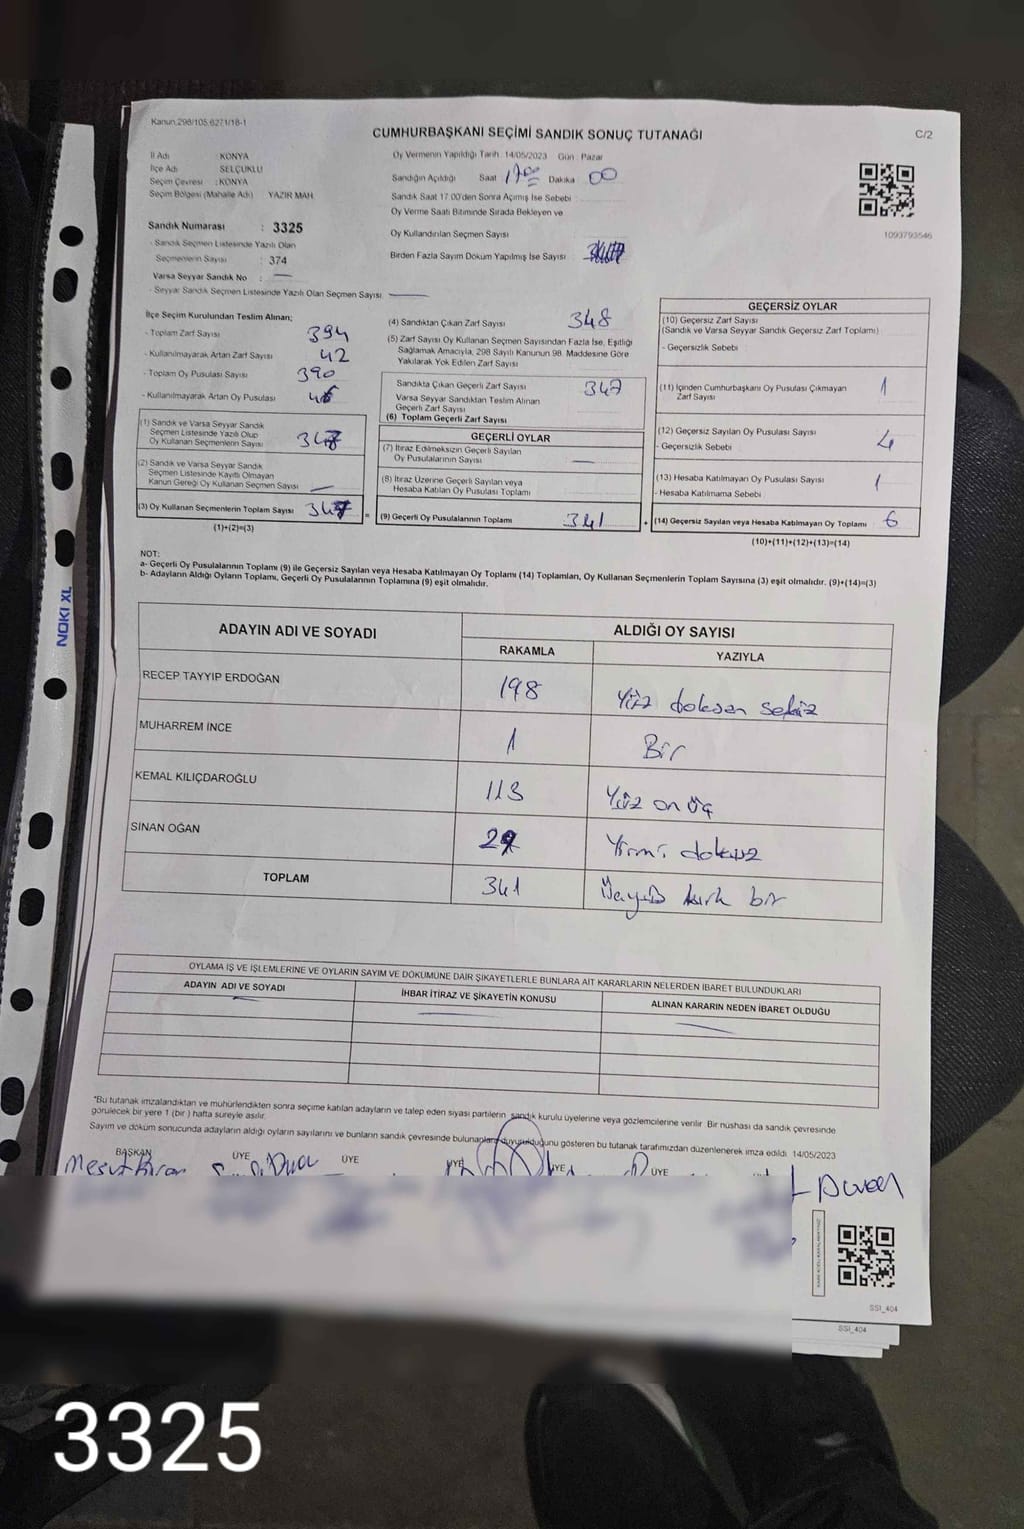 Kanun.298/105.6271/18-1
CUMHURBAŞKANI SEÇİMİ SANDIK SONUÇ TUTANAĞI
C/2
İl Adı KONYA
İlçe Adı SELÇUKLU
Seçim Çevresi : KONYA
Seçim Bölgesi (Mahalle Adı) YAZIR MAH
Sandık Numarası : 3325
- Sandık Seçmen Listesinde Yazılı Olan
Seçmenlerin Sayısı : 374
Varsa Seyyar Sandık No : —
- Seyyar Sandık Seçmen Listesinde Yazılı Olan Seçmen Sayısı —
Oy Vermenin Yapıldığı Tarih 14/05/2023 Gün Pazar
Sandığın Açıldığı Saat 17:00 Dakika 00
Sandık Saat 17.00'den Sonra Açılmış İse Sebebi
Oy Verme Saati Bitiminde Sırada Bekleyen ve
Oy Kullandırılan Seçmen Sayısı
Birden Fazla Sayım Döküm Yapılmış İse Sayısı
1093793546
İlçe Seçim Kurulundan Teslim Alınan;
- Toplam Zarf Sayısı 394
- Kullanılmayarak Artan Zarf Sayısı 42
- Toplam Oy Pusulası Sayısı 390
- Kullanılmayarak Artan Oy Pusulası
(1) Sandık ve Varsa Seyyar Sandık
Seçmen Listesinde Yazılı Olup
Oy Kullanan Seçmenlerin Sayısı 347
(2) Sandık ve Varsa Seyyar Sandık
Seçmen Listesinde Kayıtlı Olmayan
Kanun Gereği Oy Kullanan Seçmen Sayısı —
(3) Oy Kullanan Seçmenlerin Toplam Sayısı 347
(1)+(2)=(3)
(4) Sandıktan Çıkan Zarf Sayısı 348
(5) Zarf Sayısı Oy Kullanan Seçmen Sayısından Fazla İse, Eşitliği
Sağlamak Amacıyla, 298 Sayılı Kanunun 98. Maddesine Göre
Yakılarak Yok Edilen Zarf Sayısı
Sandıkta Çıkan Geçerli Zarf Sayısı 347
Varsa Seyyar Sandıktan Teslim Alınan
Geçerli Zarf Sayısı
(6) Toplam Geçerli Zarf Sayısı
GEÇERLİ OYLAR
(7) İtiraz Edilmeksizin Geçerli Sayılan
Oy Pusulalarının Sayısı —
(8) İtiraz Üzerine Geçerli Sayılan veya
Hesaba Katılan Oy Pusulası Toplamı
= (9) Geçerli Oy Pusulalarının Toplamı 341
GEÇERSİZ OYLAR
(10) Geçersiz Zarf Sayısı
(Sandık ve Varsa Seyyar Sandık Geçersiz Zarf Toplamı)
- Geçersizlik Sebebi
(11) İçinden Cumhurbaşkanı Oy Pusulası Çıkmayan 1
Zarf Sayısı
(12) Geçersiz Sayılan Oy Pusulası Sayısı 4
- Geçersizlik Sebebi
(13) Hesaba Katılmayan Oy Pusulası Sayısı 1
- Hesaba Katılmama Sebebi
+ (14) Geçersiz Sayılan veya Hesaba Katılmayan Oy Toplamı 6
(10)+(11)+(12)+(13)=(14)
NOT:
a- Geçerli Oy Pusulalarının Toplamı (9) ile Geçersiz Sayılan veya Hesaba Katılmayan Oy Toplamı (14) Toplamları, Oy Kullanan Seçmenlerin Toplam Sayısına (3) eşit olmalıdır. (9)+(14)=(3)
b- Adayların Aldığı Oyların Toplamı, Geçerli Oy Pusulalarının Toplamına (9) eşit olmalıdır.
ADAYIN ADI VE SOYADI ALDIĞI OY SAYISI
RAKAMLA YAZIYLA
RECEP TAYYIP ERDOĞAN 198 Yüz doksan sekiz
MUHARREM İNCE 1 Bir
KEMAL KILIÇDAROĞLU 113 Yüz on üç
SİNAN OĞAN 29 Yirmi dokuz
TOPLAM 341 Üçyüz kırk bir
OYLAMA İŞ VE İŞLEMLERİNE VE OYLARIN SAYIM VE DÖKÜMÜNE DAİR ŞİKAYETLERLE BUNLARA AİT KARARLARIN NELERDEN İBARET BULUNDUKLARI
ADAYIN ADI VE SOYADI İHBAR İTİRAZ VE ŞİKAYETİN KONUSU ALINAN KARARIN NEDEN İBARET OLDUĞU
*Bu tutanak imzalandıktan ve mühürlendikten sonra seçime katılan adayların ve talep eden siyasi partilerin sandık kurulu üyelerine veya gözlemcilerine verilir Bir nüshası da sandık çevresinde
görülecek bir yere 1 (bir ) hafta süreyle asılır.
Sayım ve döküm sonucunda adayların aldığı oyların sayılarını ve bunların sandık çevresinde bulunanlara duyurulduğunu gösteren bu tutanak tarafımızdan düzenlenerek imza edildi 14/05/2023
BAŞKAN ÜYE ÜYE ÜYE ÜYE ÜYE
SSI_404
SSI_404
NOKI XL
3325